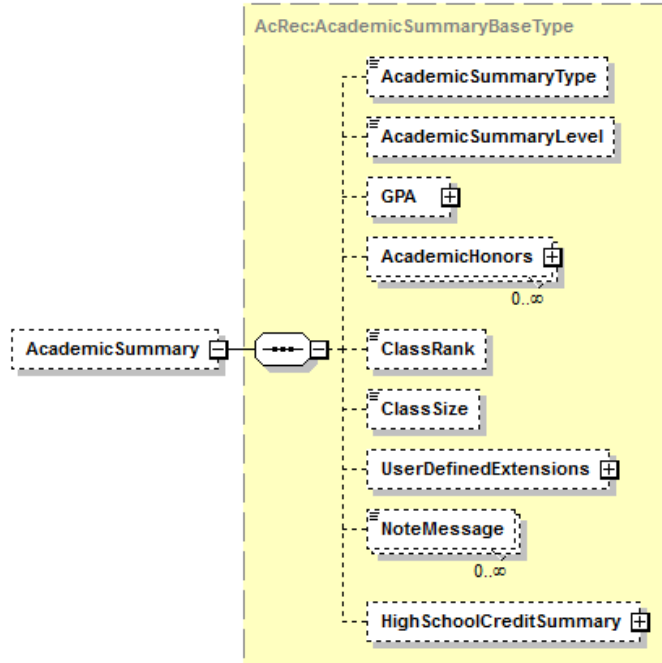 AcRec:AcademicSummaryBaseType
AcademicSummaryType
AcademicSummaryLevel
GPA
AcademicHonors
0..∞
AcademicSummary
ClassRank
ClassSize
UserDefinedExtensions
NoteMessage
0..∞
HighSchoolCreditSummary